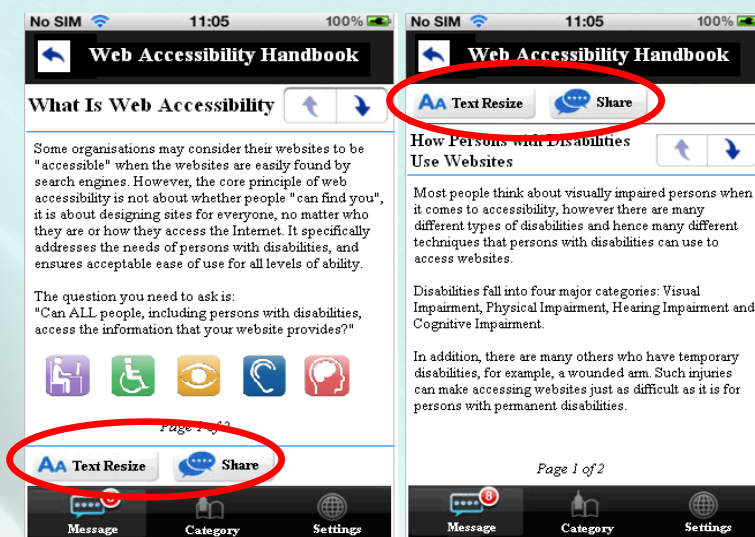 No SIM 11:05 100%
Web Accessibility Handbook
What Is Web Accessibility
Some organisations may consider their websites to be
"accessible" when the websites are easily found by
search engines. However, the core principle of web
accessibility is not about whether people "can find you",
it is about designing sites for everyone, no matter who
they are or how they access the Internet. It specifically
addresses the needs of persons with disabilities, and
ensures acceptable ease of use for all levels of ability.
The question you need to ask is:
"Can ALL people, including persons with disabilities,
access the information that your website provides?"
Page 1 of 2
AA Text Resize Share
Message Category Settings
No SIM 11:05 100%
Web Accessibility Handbook
AA Text Resize Share
How Persons with Disabilities
Use Websites
Most people think about visually impaired persons when
it comes to accessibility, however there are many
different types of disabilities and hence many different
techniques that persons with disabilities can use to
access websites.
Disabilities fall into four major categories: Visual
Impairment, Physical Impairment, Hearing Impairment and
Cognitive Impairment.
In addition, there are many others who have temporary
disabilities, for example, a wounded arm. Such injuries
can make accessing websites just as difficult as it is for
persons with permanent disabilities.
Page 1 of 2
8
Message Category Settings